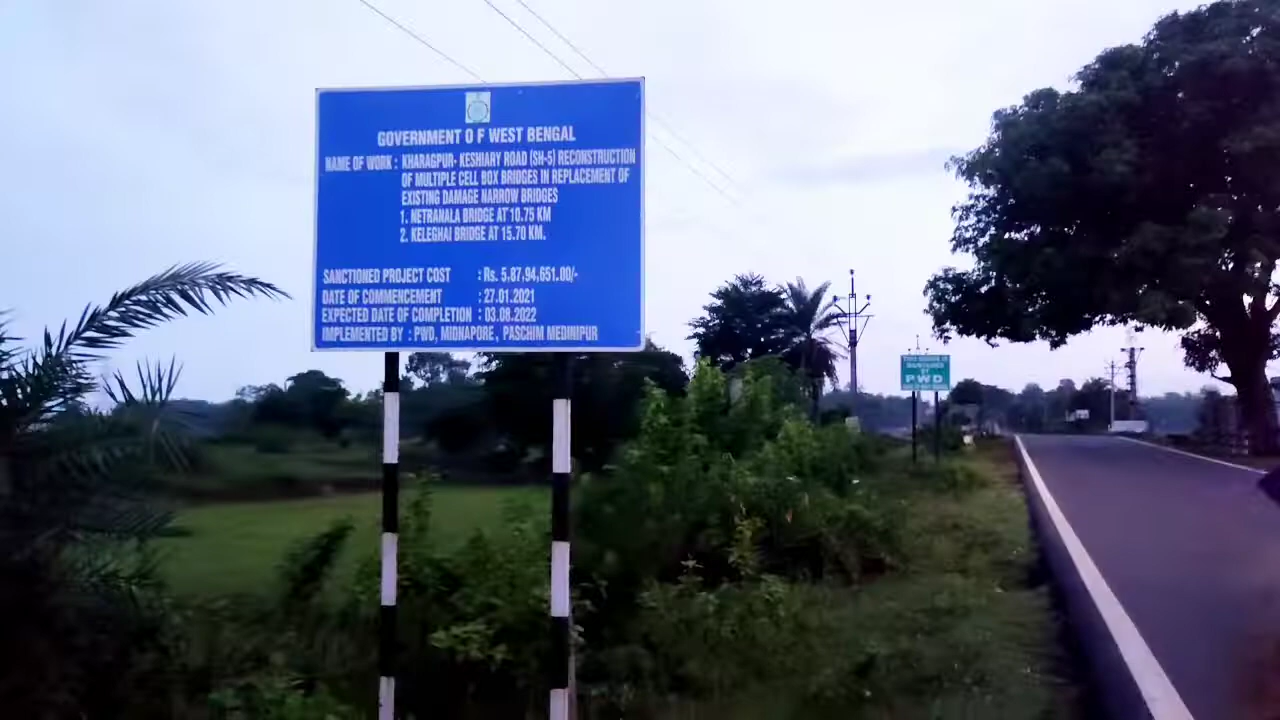 GOVERNMENT O F WEST BENGAL
NAME OF WORK : KHARAGPUR- KESHIARY ROAD (SH-5) RECONSTRUCTION
OF MULTIPLE CELL BOX BRIDGES IN REPLACEMENT OF
EXISTING DAMAGE NARROW BRIDGES
1. NETRANALA BRIDGE AT 10.75 KM
2. KELEGHAI BRIDGE AT 15.70 KM.
SANCTIONED PROJECT COST : Rs. 5,87,94,651.00/-
DATE OF COMMENCEMENT : 27.01.2021
EXPECTED DATE OF COMPLETION : 03.08.2022
IMPLEMENTED BY : PWD, MIDNAPORE, PASCHIM MEDINIPUR
MAINTAINED
BY
PWD